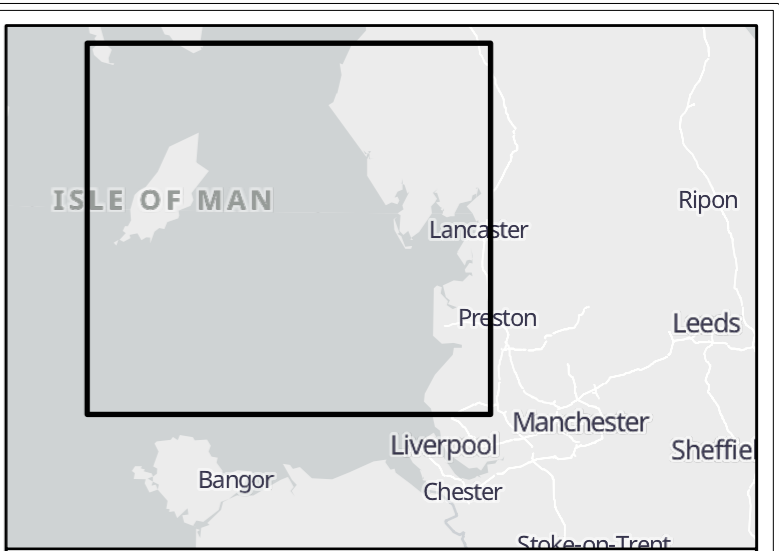 ISLE OF MAN
Ripon
Lancaster
Preston
Leeds
Manchester
Liverpool
Sheffiel
Bangor
Chester
Stoke-on-Trent